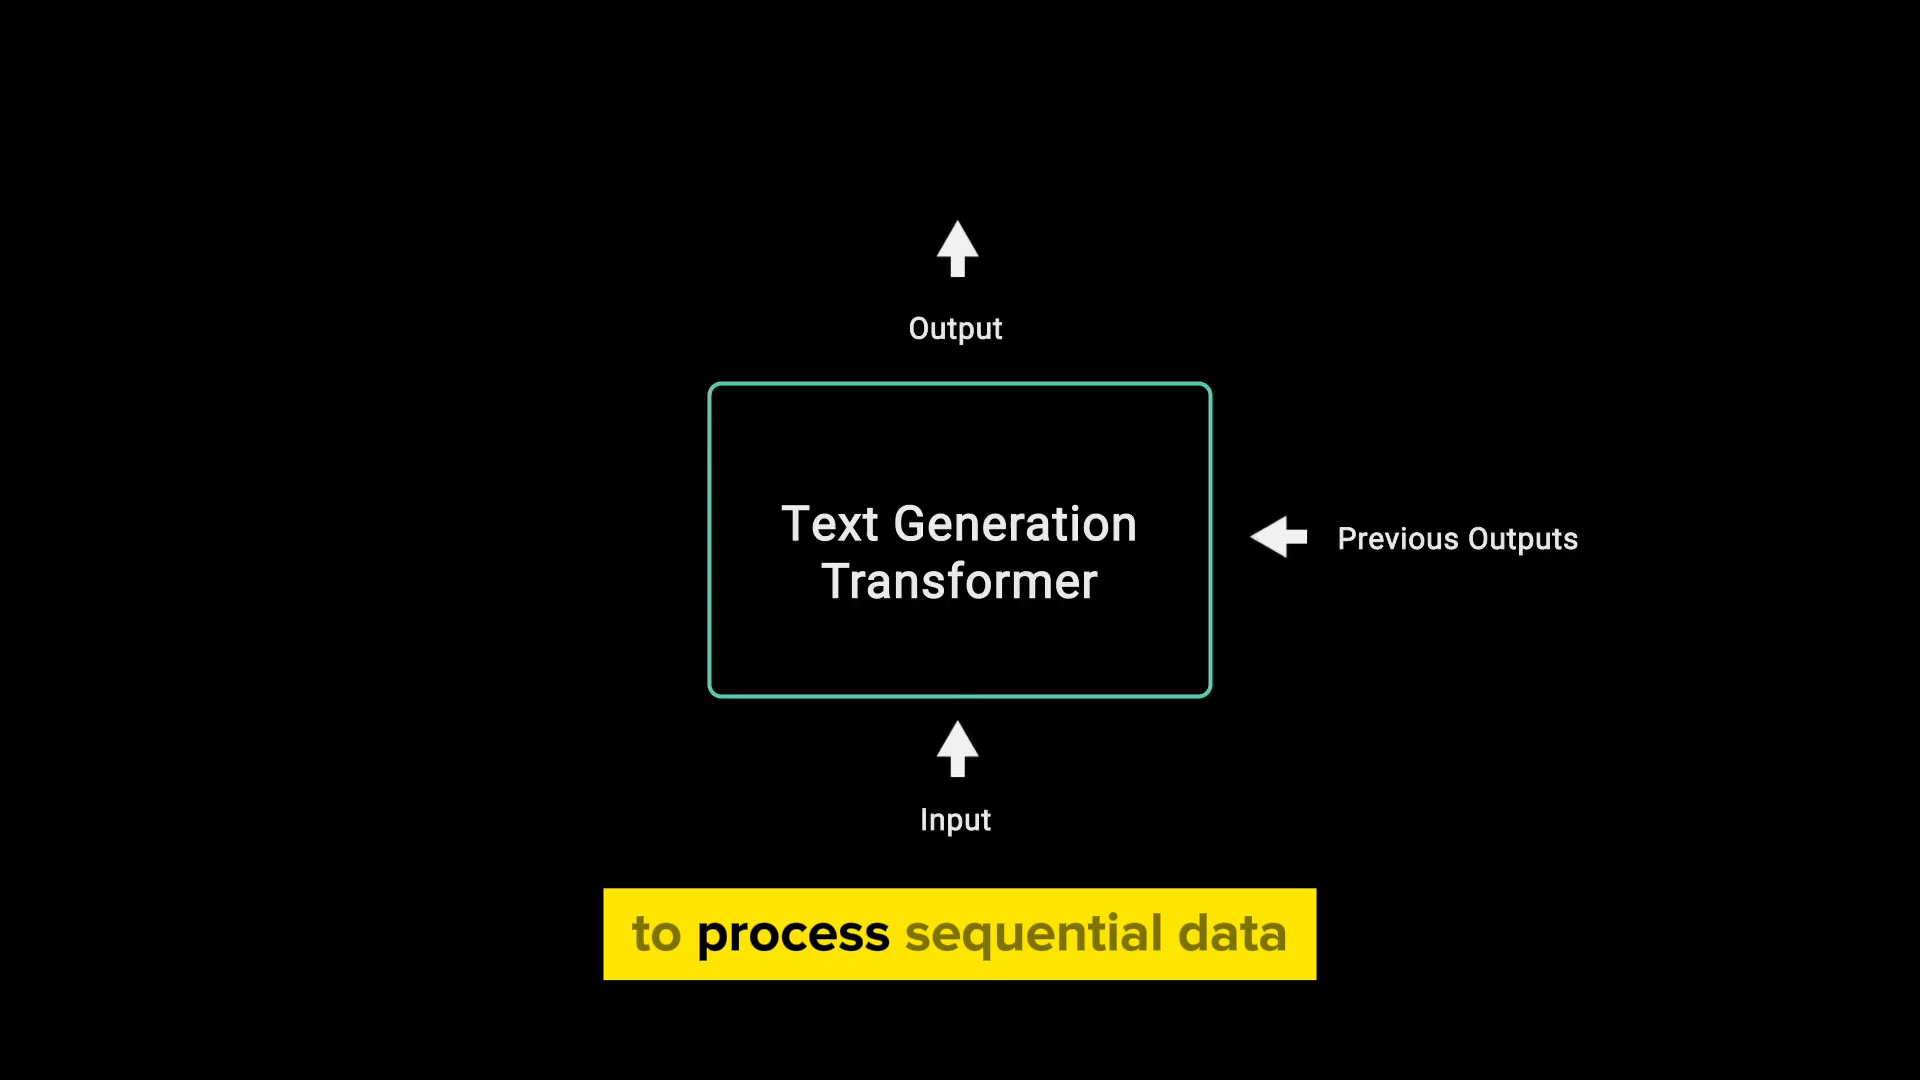 Output
Text Generation
Transformer
Previous Outputs
Input
to process sequential data